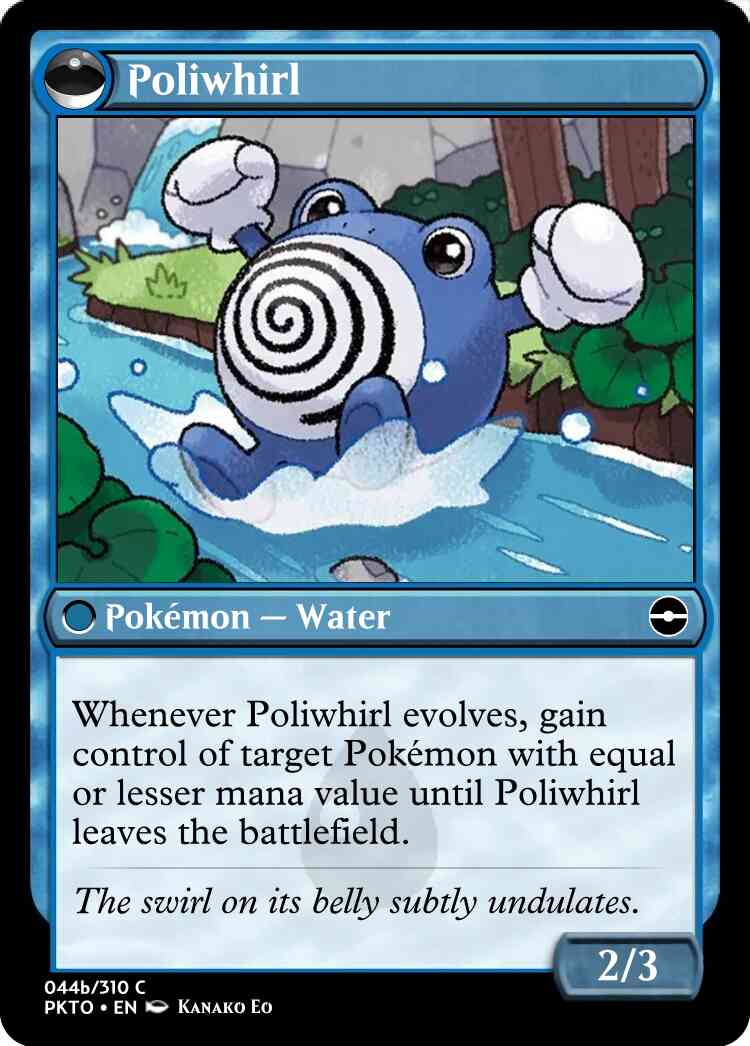 Poliwhirl
Pokémon — Water
Whenever Poliwhirl evolves, gain
control of target Pokémon with equal
or lesser mana value until Poliwhirl
leaves the battlefield.
The swirl on its belly subtly undulates.
2/3
044b/310 C
PKTO • EN Kanako Eo